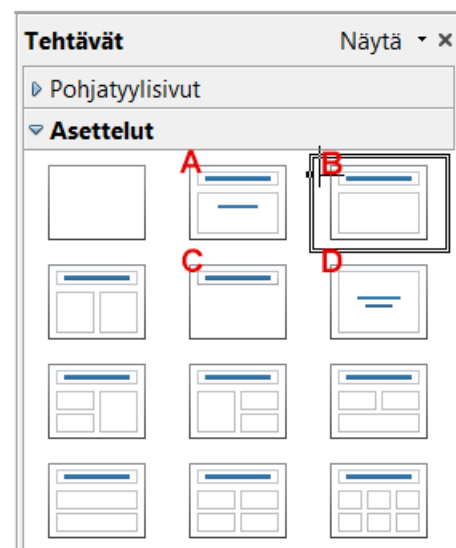 Tehtävät Näytä
Pohjatyylisivut
Asettelut
A B
C D